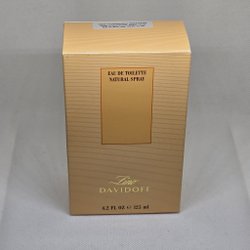 EAU DE TOILETTE
NATURAL SPRAY
Zino
DAVIDOFF
4.2 FL OZ ℮ 125 ml